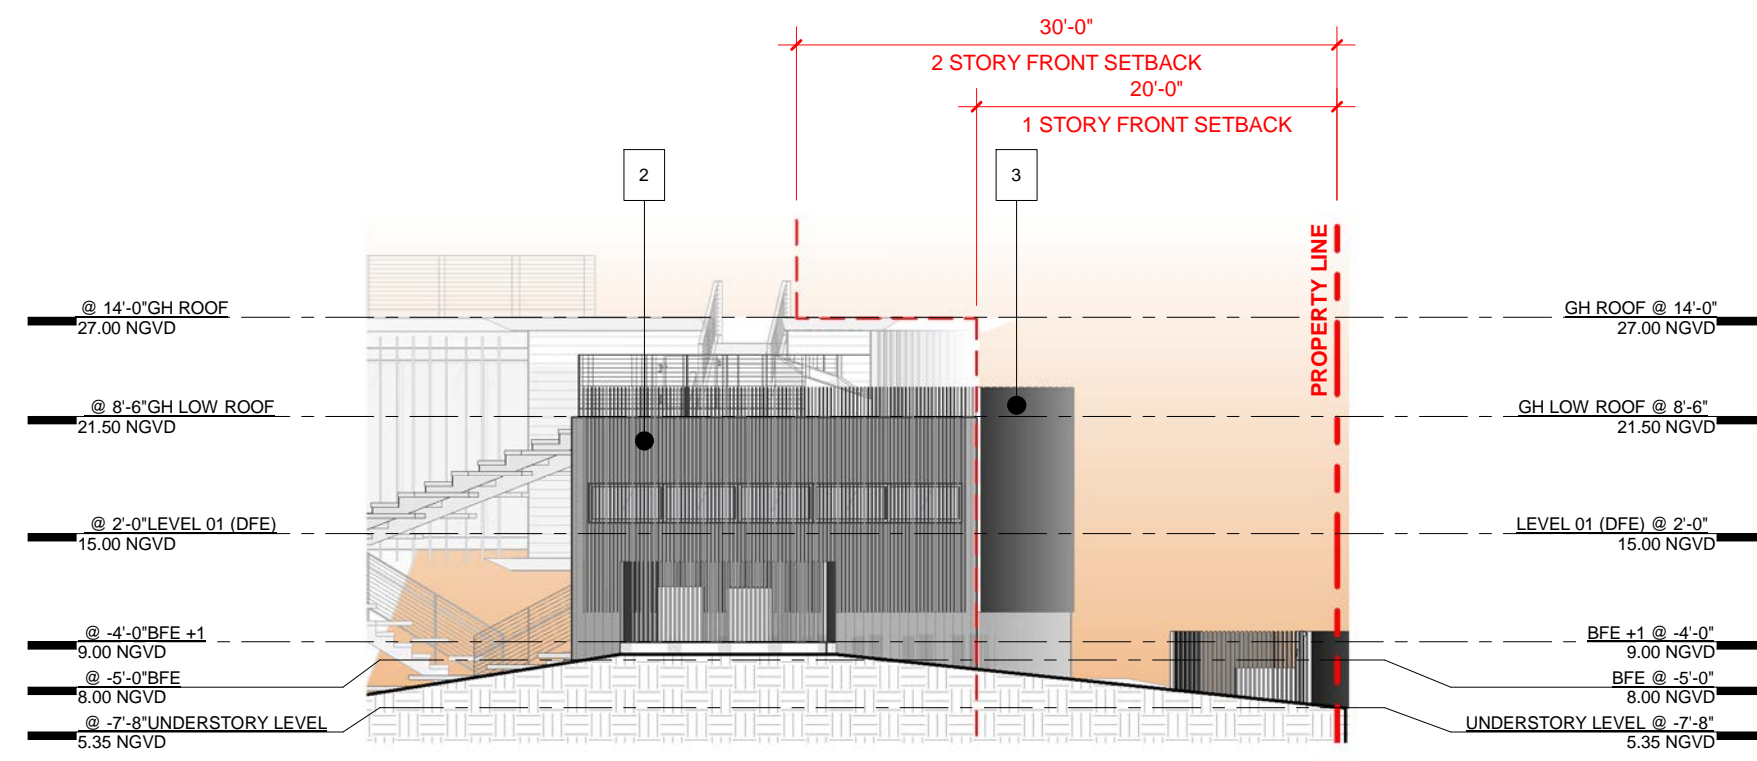 30'-0"
2 STORY FRONT SETBACK
20'-0"
1 STORY FRONT SETBACK
2
3
PROPERTY LINE
@ 14'-0"GH ROOF
27.00 NGVD
GH ROOF @ 14'-0"
27.00 NGVD
@ 8'-6"GH LOW ROOF
21.50 NGVD
GH LOW ROOF @ 8'-6"
21.50 NGVD
@ 2'-0"LEVEL 01 (DFE)
15.00 NGVD
LEVEL 01 (DFE) @ 2'-0"
15.00 NGVD
@ -4'-0"BFE +1
9.00 NGVD
BFE +1 @ -4'-0"
9.00 NGVD
@ -5'-0"BFE
8.00 NGVD
BFE @ -5'-0"
8.00 NGVD
@ -7'-8"UNDERSTORY LEVEL
5.35 NGVD
UNDERSTORY LEVEL @ -7'-8"
5.35 NGVD